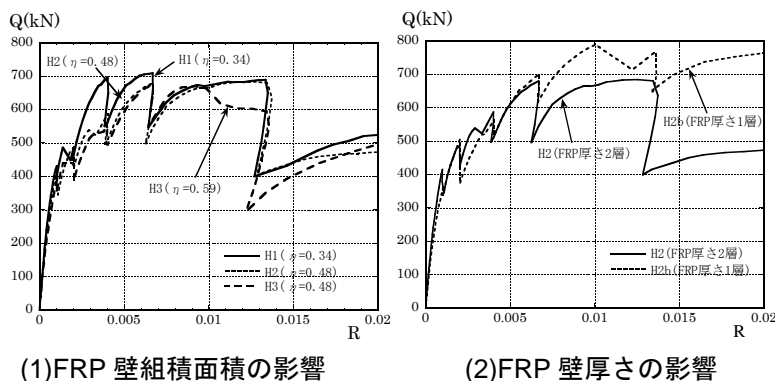 Q(kN)
800
700
600
500
400
300
200
100
0
0
0.005
0.01
0.015
0.02
R
H2(η=0.48)
H1(η=0.34)
H3(η=0.59)
H1(η=0.34)
H2(η=0.48)
H3(η=0.48)
(1)FRP 壁組積面積の影響
Q(kN)
800
700
600
500
400
300
200
100
0
0
0.005
0.01
0.015
0.02
R
H2b(FRP厚さ1層)
H2(FRP厚さ2層)
H2(FRP厚さ2層)
H2b(FRP厚さ1層)
(2)FRP 壁厚さの影響